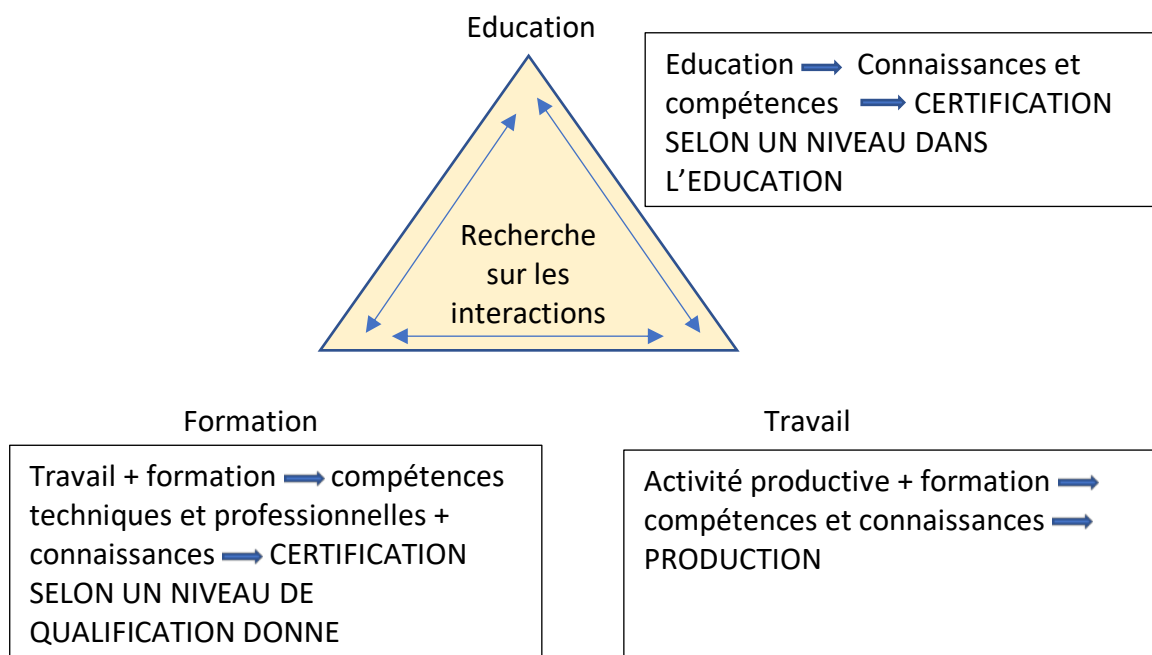 Education
Education → Connaissances et
compétences → CERTIFICATION
SELON UN NIVEAU DANS
L'EDUCATION
Recherche
sur les
interactions
Formation
Travail + formation → compétences
techniques et professionnelles +
connaissances → CERTIFICATION
SELON UN NIVEAU DE
QUALIFICATION DONNE
Travail
Activité productive + formation →
compétences et connaissances →
PRODUCTION